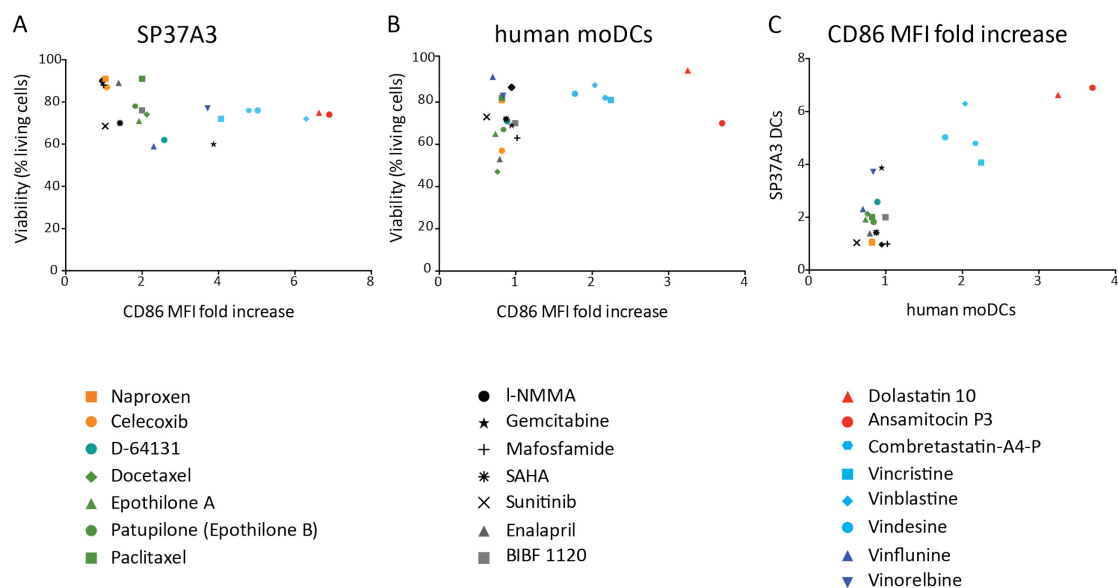 A
SP37A3
Viability (% living cells)
100
80
60
40
20
0
0
2
4
6
8
CD86 MFI fold increase
B
human moDCs
Viability (% living cells)
100
80
60
40
20
0
0
1
2
3
4
CD86 MFI fold increase
C
CD86 MFI fold increase
SP37A3 DCs
8
6
4
2
0
0
1
2
3
4
human moDCs
Naproxen
Celecoxib
D-64131
Docetaxel
Epothilone A
Patupilone (Epothilone B)
Paclitaxel
l-NMMA
Gemcitabine
Mafosfamide
SAHA
Sunitinib
Enalapril
BIBF 1120
Dolastatin 10
Ansamitocin P3
Combretastatin-A4-P
Vincristine
Vinblastine
Vindesine
Vinflunine
Vinorelbine